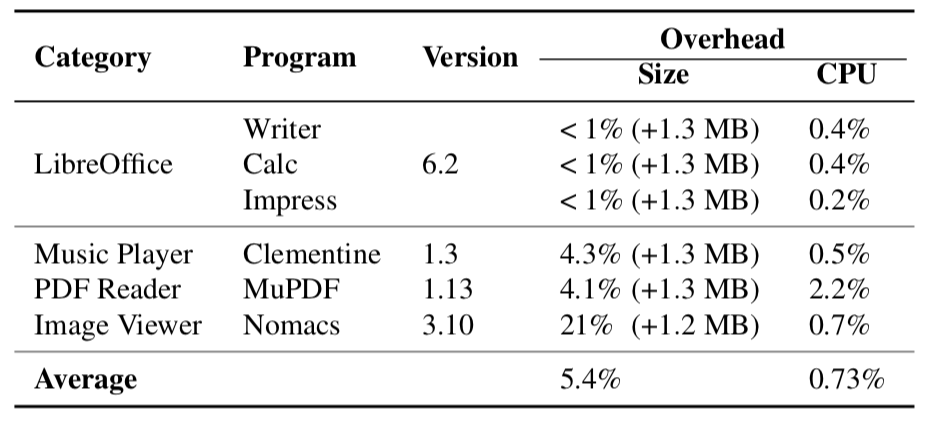 Category Program Version Overhead
Size CPU
Writer < 1% (+1.3 MB) 0.4%
LibreOffice Calc 6.2 < 1% (+1.3 MB) 0.4%
Impress < 1% (+1.3 MB) 0.2%
Music Player Clementine 1.3 4.3% (+1.3 MB) 0.5%
PDF Reader MuPDF 1.13 4.1% (+1.3 MB) 2.2%
Image Viewer Nomacs 3.10 21% (+1.2 MB) 0.7%
Average 5.4% 0.73%